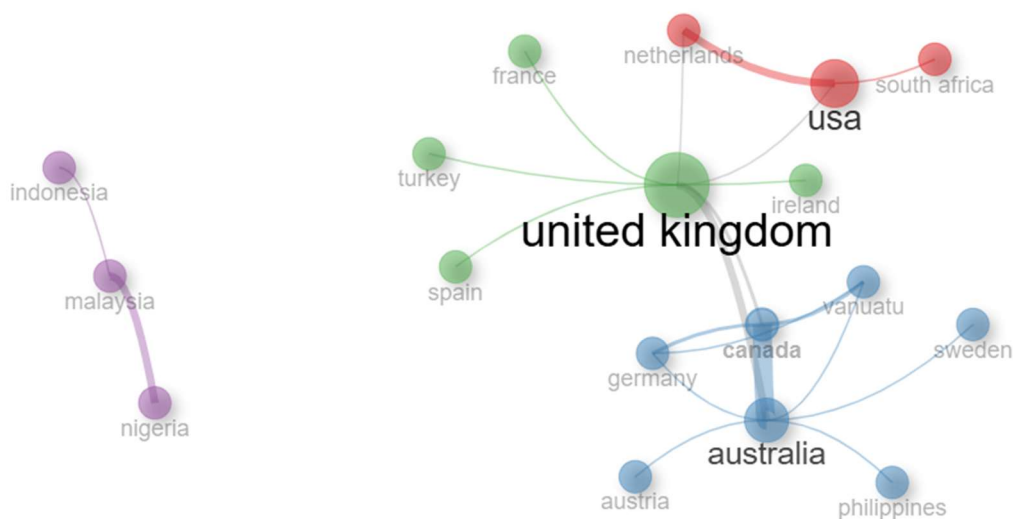 netherlands
france
south africa
usa
turkey
indonesia
ireland
united kingdom
spain
malaysia
vanuatu
canada
sweden
germany
nigeria
australia
austria
philippines